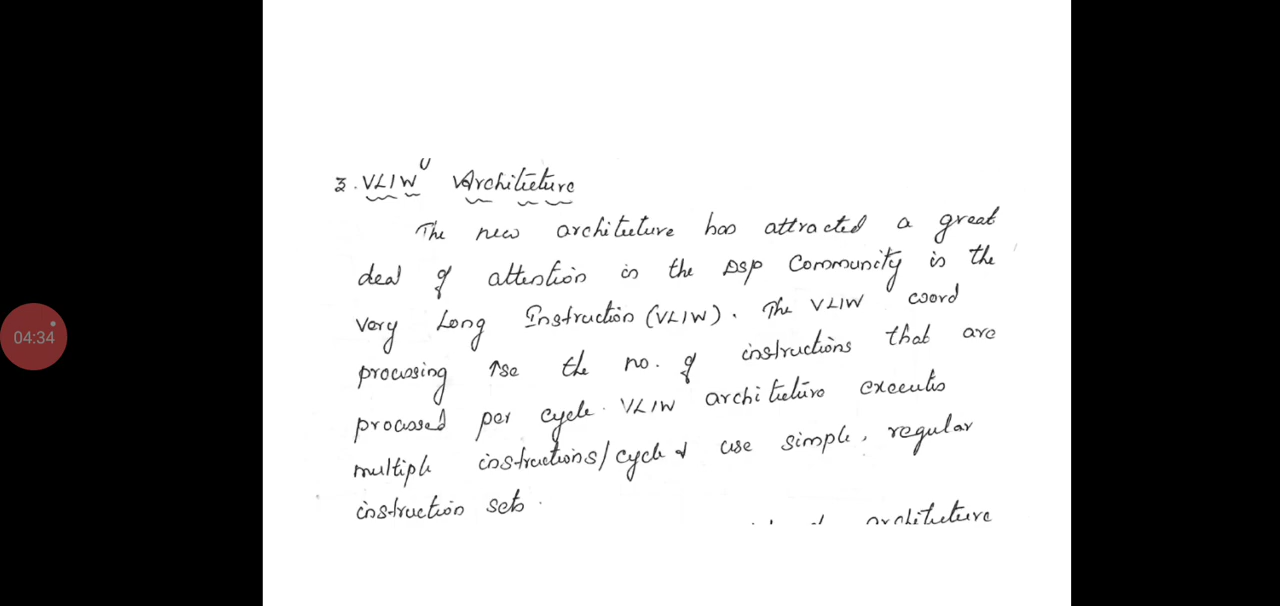 3. VLIW Architecture
The new architecture has attracted a great
deal of attention in the DSP Community is the
very Long Instruction (VLIW). The VLIW word
processing ↑se the no. of instructions that are
processed per cycle. VLIW architecture executes
multiple instructions/cycle & use simple, regular
instruction sets.
architecture
04:34